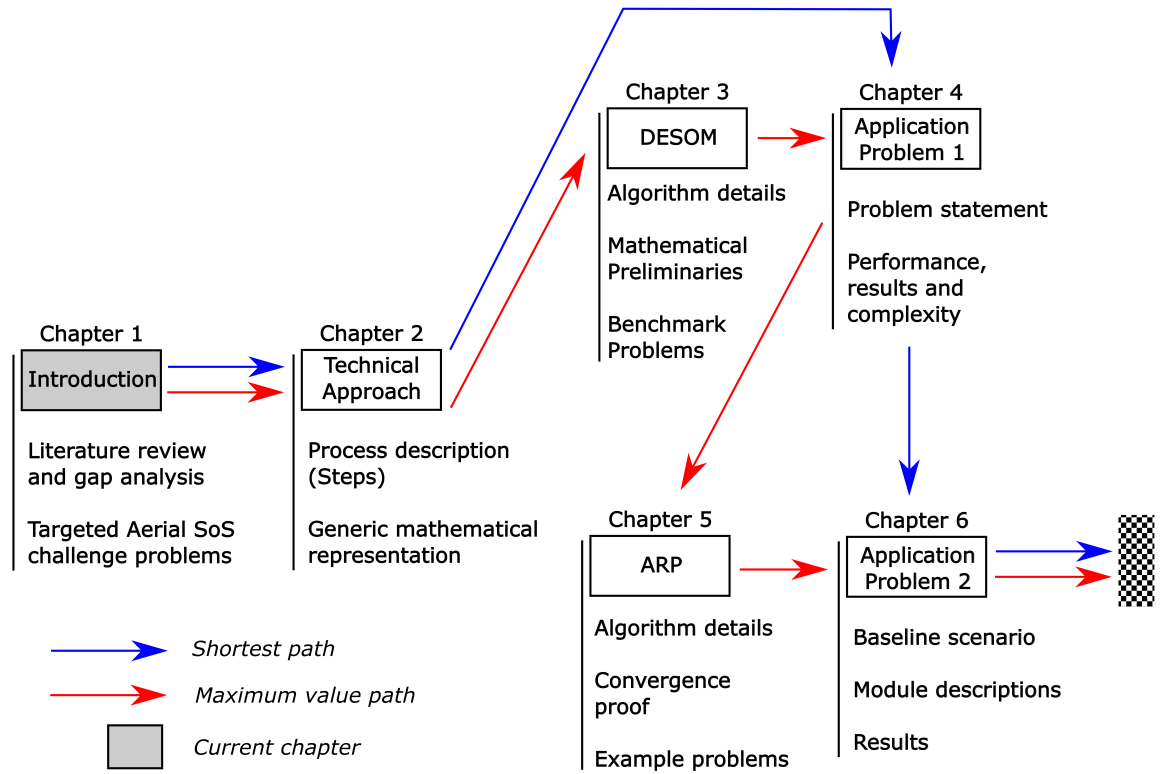 Chapter 1
Introduction
Literature review
and gap analysis
Targeted Aerial SoS
challenge problems
Chapter 2
Technical
Approach
Process description
(Steps)
Generic mathematical
representation
Chapter 3
DESOM
Algorithm details
Mathematical
Preliminaries
Benchmark
Problems
Chapter 4
Application
Problem 1
Problem statement
Performance,
results and
complexity
Chapter 5
ARP
Algorithm details
Convergence
proof
Example problems
Chapter 6
Application
Problem 2
Baseline scenario
Module descriptions
Results
Shortest path
Maximum value path
Current chapter